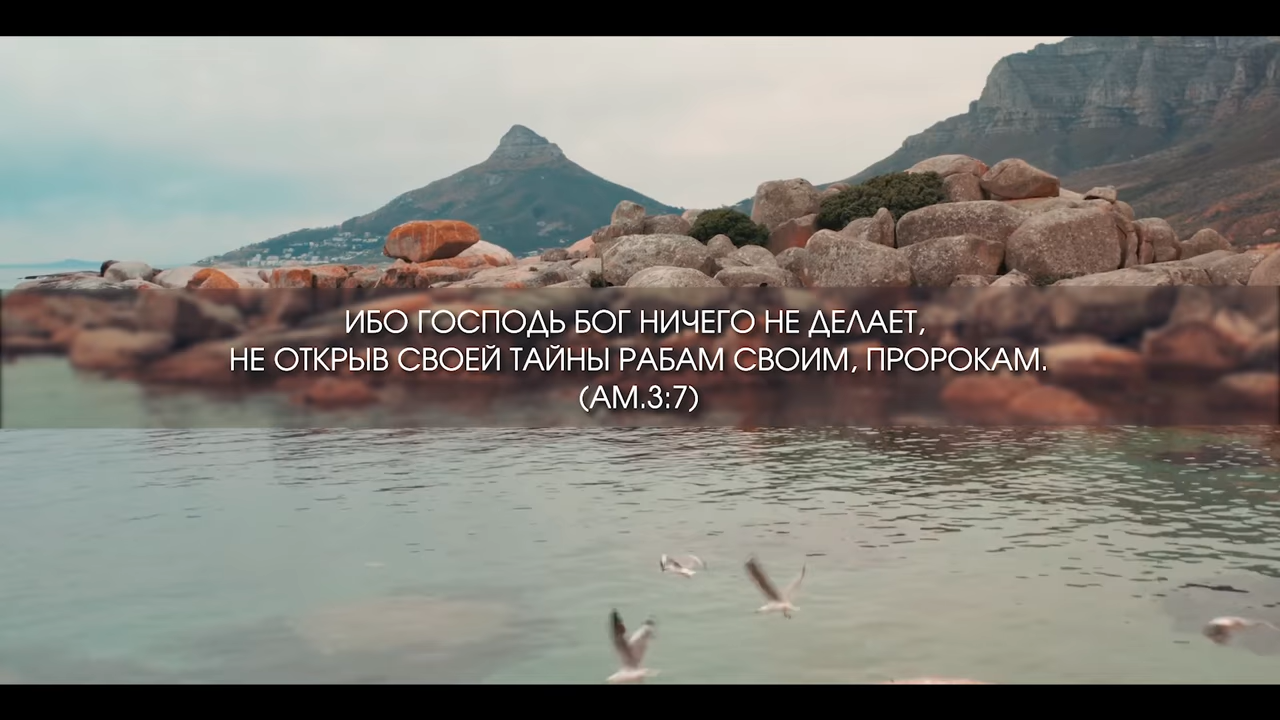 ИБО ГОСПОДЬ БОГ НИЧЕГО НЕ ДЕЛАЕТ,
НЕ ОТКРЫВ СВОЕЙ ТАЙНЫ РАБАМ СВОИМ, ПРОРОКАМ.
(АМ.3:7)